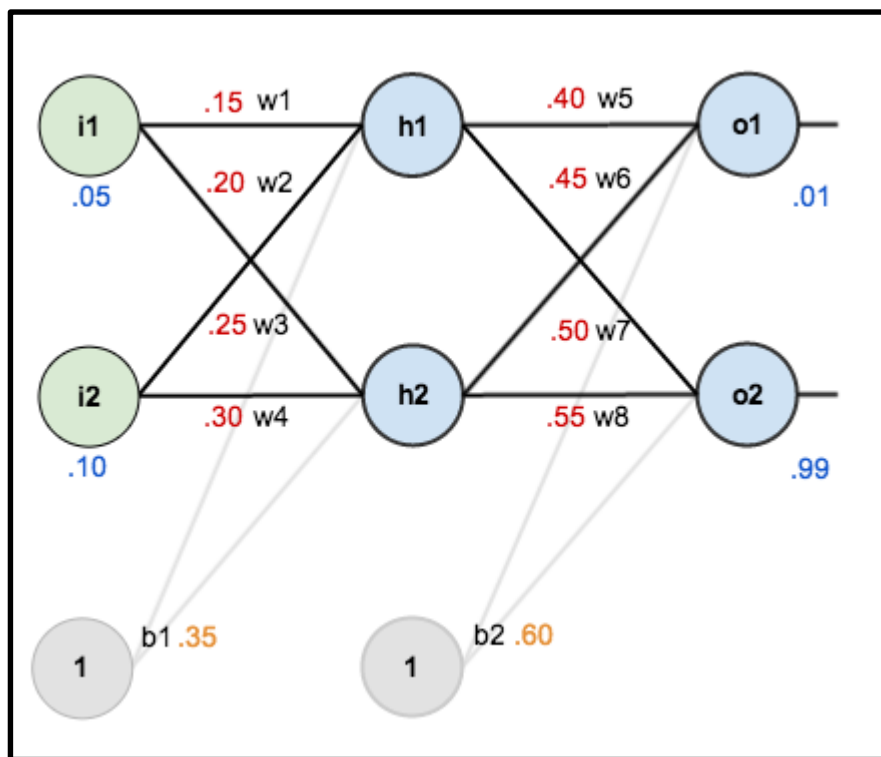 .15 w1
.40 w5
i1
h1
o1
.20 w2
.45 w6
.05
.01
.25 w3
.50 w7
i2
h2
o2
.30 w4
.55 w8
.10
.99
b1 .35
b2 .60
1
1